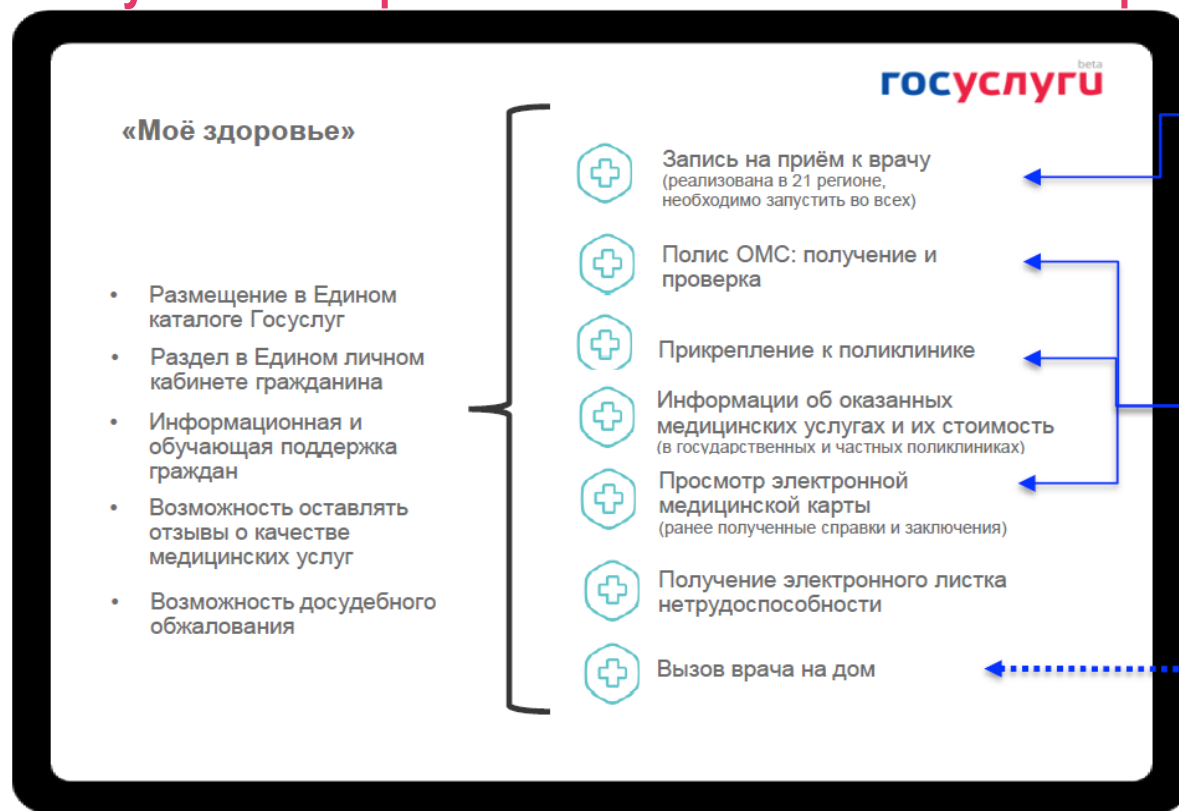 beta
госуслуги
«Моё здоровье»
• Размещение в Едином
каталоге Госуслуг
• Раздел в Едином личном
кабинете гражданина
• Информационная и
обучающая поддержка
граждан
• Возможность оставлять
отзывы о качестве
медицинских услуг
• Возможность досудебного
обжалования
Запись на приём к врачу
(реализована в 21 регионе,
необходимо запустить во всех)
Полис ОМС: получение и
проверка
Прикрепление к поликлинике
Информации об оказанных
медицинских услугах и их стоимость
(в государственных и частных поликлиниках)
Просмотр электронной
медицинской карты
(ранее полученные справки и заключения)
Получение электронного листка
нетрудоспособности
Вызов врача на дом